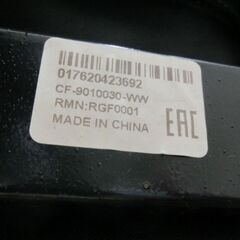 017620423692
CF-9010030-WW
RMN:RGF0001
MADE IN CHINA
EAC